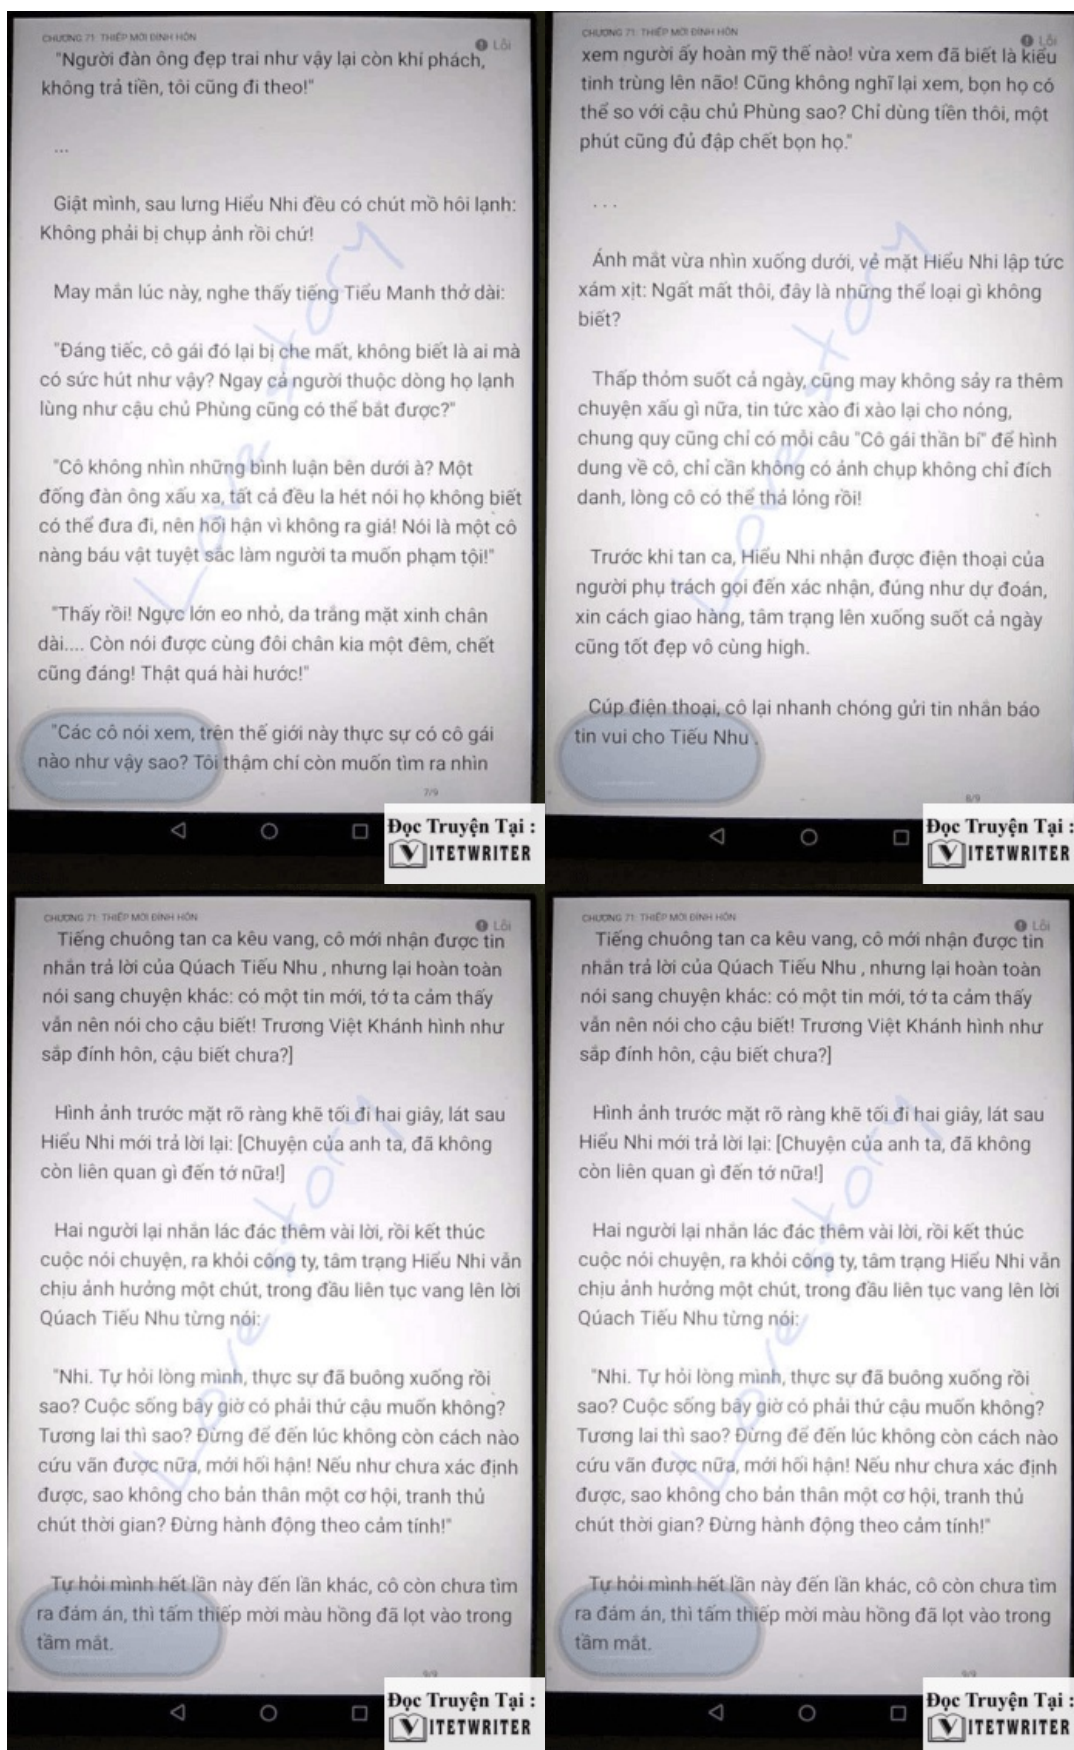 CHƯƠNG 71: THIẾP MỜI ĐÍNH HÔN
Lỗi
"Người đàn ông đẹp trai như vậy lại còn khí phách,
không trả tiền, tôi cũng đi theo!"
...
Giật mình, sau lưng Hiểu Nhi đều có chút mồ hôi lạnh:
Không phải bị chụp ảnh rồi chứ!
May mắn lúc này, nghe thấy tiếng Tiểu Manh thở dài:
"Đáng tiếc, cô gái đó lại bị che mất, không biết là ai mà
có sức hút như vậy? Ngay cả người thuộc dòng họ lạnh
lùng như cậu chủ Phùng cũng có thể bắt được?"
"Cô không nhìn những bình luận bên dưới à? Một
đống đàn ông xấu xa, tất cả đều la hét nói họ không biết
có thể đưa đi, nên hối hận vì không ra giá! Nói là một cô
nàng báu vật tuyệt sắc làm người ta muốn phạm tội!"
"Thấy rồi! Ngực lớn eo nhỏ, da trắng mặt xinh chân
dài.... Còn nói được cùng đôi chân kia một đêm, chết
cũng đáng! Thật quá hài hước!"
"Các cô nói xem, trên thế giới này thực sự có cô gái
nào như vậy sao? Tôi thậm chí còn muốn tìm ra nhìn
7/9
Đọc Truyện Tại :
VITETWRITER
Love story
CHƯƠNG 71: THIẾP MỜI ĐÍNH HÔN
Lỗi
xem người ấy hoàn mỹ thế nào! vừa xem đã biết là kiểu
tinh trùng lên não! Cũng không nghĩ lại xem, bọn họ có
thể so với cậu chủ Phùng sao? Chỉ dùng tiền thôi, một
phút cũng đủ đập chết bọn họ."
. . .
Ánh mắt vừa nhìn xuống dưới, vẻ mặt Hiểu Nhi lập tức
xám xịt: Ngất mất thôi, đây là những thể loại gì không
biết?
Thấp thỏm suốt cả ngày, cũng may không sảy ra thêm
chuyện xấu gì nữa, tin tức xào đi xào lại cho nóng,
chung quy cũng chỉ có mỗi câu "Cô gái thần bí" để hình
dung về cô, chỉ cần không có ảnh chụp không chỉ đích
danh, lòng cô có thể thả lỏng rồi!
Trước khi tan ca, Hiểu Nhi nhận được điện thoại của
người phụ trách gọi đến xác nhận, đúng như dự đoán,
xin cách giao hàng, tâm trạng lên xuống suốt cả ngày
cũng tốt đẹp vô cùng high.
Cúp điện thoại, cô lại nhanh chóng gửi tin nhắn báo
tin vui cho Tiếu Nhu .
8/9
Đọc Truyện Tại :
VITETWRITER
Love story
CHƯƠNG 71: THIẾP MỜI ĐÍNH HÔN
Lỗi
Tiếng chuông tan ca kêu vang, cô mới nhận được tin
nhắn trả lời của Qúach Tiếu Nhu , nhưng lại hoàn toàn
nói sang chuyện khác: có một tin mới, tớ ta cảm thấy
vẫn nên nói cho cậu biết! Trương Việt Khánh hình như
sắp đính hôn, cậu biết chưa?]
Hình ảnh trước mặt rõ ràng khẽ tối đi hai giây, lát sau
Hiểu Nhi mới trả lời lại: [Chuyện của anh ta, đã không
còn liên quan gì đến tớ nữa!]
Hai người lại nhắn lác đác thêm vài lời, rồi kết thúc
cuộc nói chuyện, ra khỏi công ty, tâm trạng Hiểu Nhi vẫn
chịu ảnh hưởng một chút, trong đầu liên tục vang lên lời
Qúach Tiếu Nhu từng nói:
"Nhi. Tự hỏi lòng mình, thực sự đã buông xuống rồi
sao? Cuộc sống bây giờ có phải thứ cậu muốn không?
Tương lai thì sao? Đừng để đến lúc không còn cách nào
cứu vãn được nữa, mới hối hận! Nếu như chưa xác định
được, sao không cho bản thân một cơ hội, tranh thủ
chút thời gian? Đừng hành động theo cảm tính!"
Tự hỏi mình hết lần này đến lần khác, cô còn chưa tìm
ra đám án, thì tấm thiếp mời màu hồng đã lọt vào trong
tầm mắt.
9/9
Đọc Truyện Tại :
VITETWRITER
Love story
CHƯƠNG 71: THIẾP MỜI ĐÍNH HÔN
Lỗi
Tiếng chuông tan ca kêu vang, cô mới nhận được tin
nhắn trả lời của Qúach Tiếu Nhu , nhưng lại hoàn toàn
nói sang chuyện khác: có một tin mới, tớ ta cảm thấy
vẫn nên nói cho cậu biết! Trương Việt Khánh hình như
sắp đính hôn, cậu biết chưa?]
Hình ảnh trước mặt rõ ràng khẽ tối đi hai giây, lát sau
Hiểu Nhi mới trả lời lại: [Chuyện của anh ta, đã không
còn liên quan gì đến tớ nữa!]
Hai người lại nhắn lác đác thêm vài lời, rồi kết thúc
cuộc nói chuyện, ra khỏi công ty, tâm trạng Hiểu Nhi vẫn
chịu ảnh hưởng một chút, trong đầu liên tục vang lên lời
Qúach Tiếu Nhu từng nói:
"Nhi. Tự hỏi lòng mình, thực sự đã buông xuống rồi
sao? Cuộc sống bây giờ có phải thứ cậu muốn không?
Tương lai thì sao? Đừng để đến lúc không còn cách nào
cứu vãn được nữa, mới hối hận! Nếu như chưa xác định
được, sao không cho bản thân một cơ hội, tranh thủ
chút thời gian? Đừng hành động theo cảm tính!"
Tự hỏi mình hết lần này đến lần khác, cô còn chưa tìm
ra đám án, thì tấm thiếp mời màu hồng đã lọt vào trong
tầm mắt.
9/9
Đọc Truyện Tại :
VITETWRITER
Love story